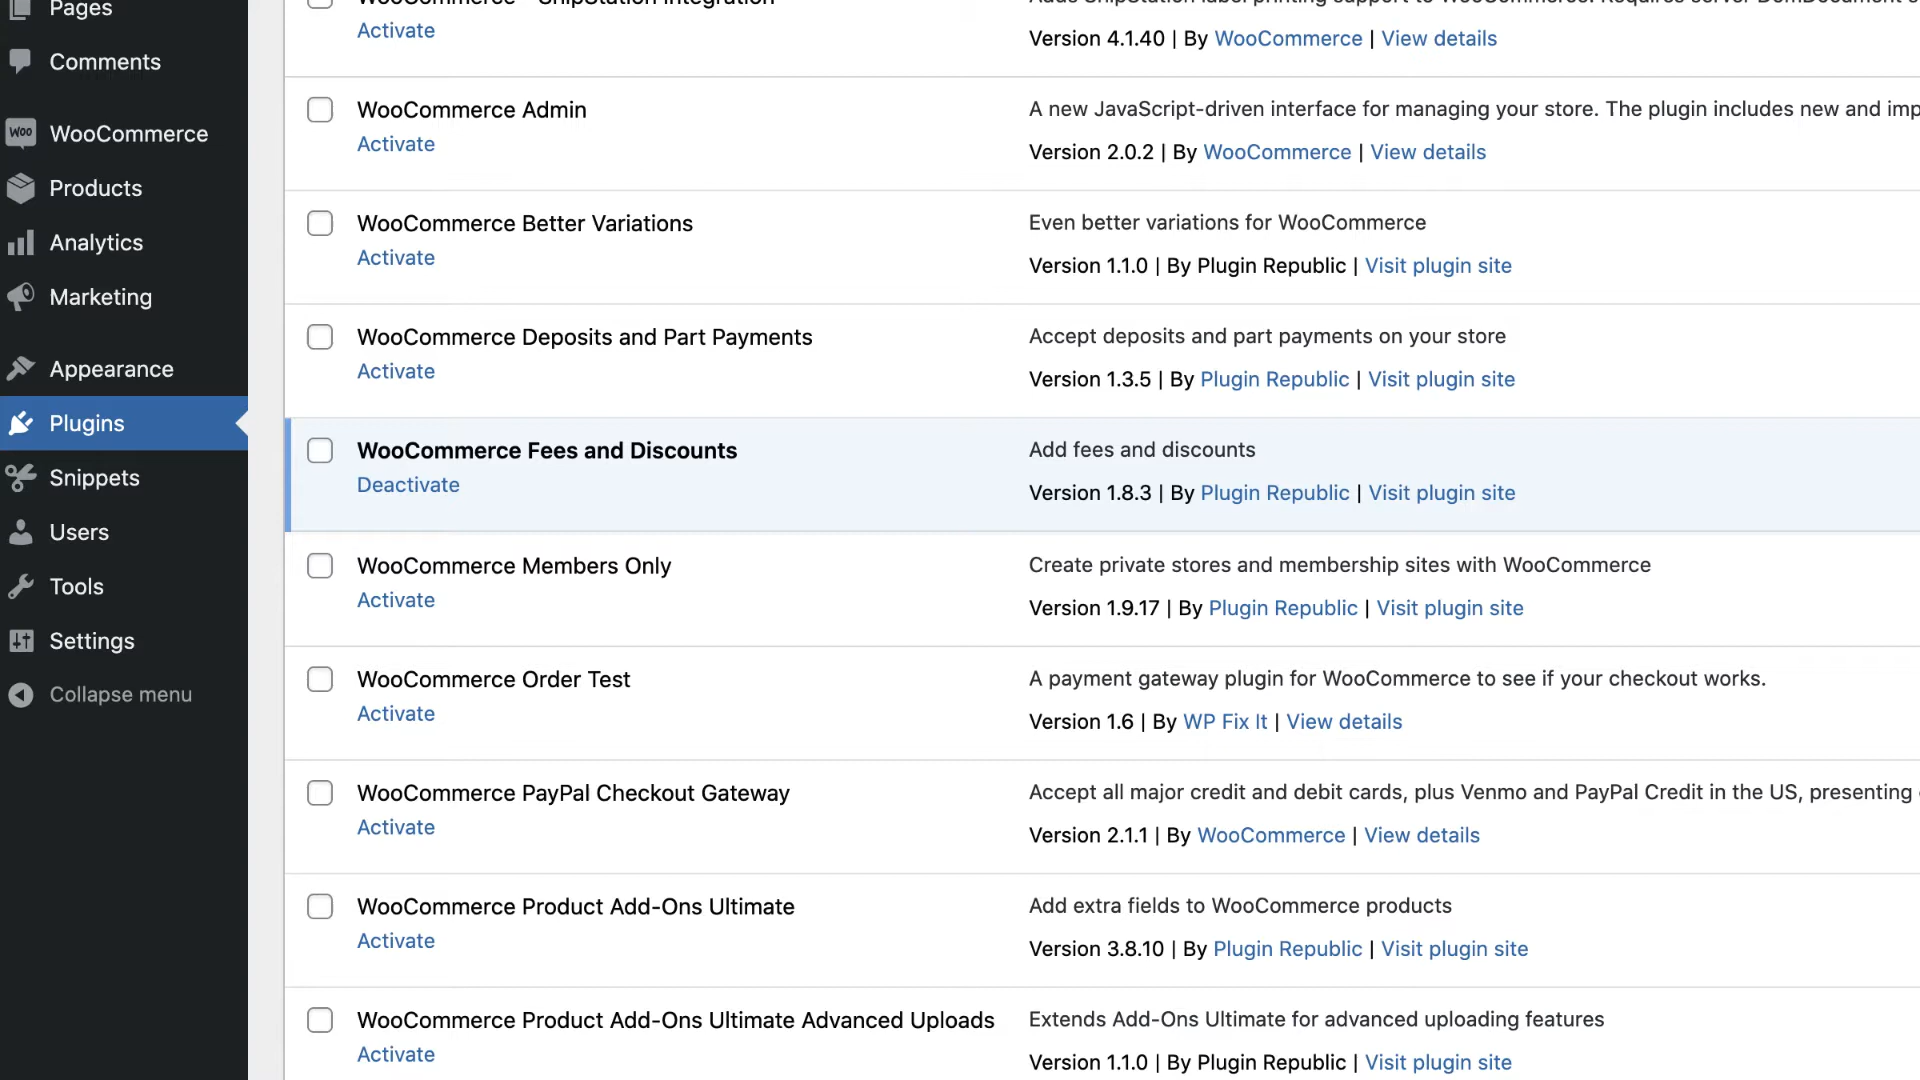 Pages
Comments
WooCommerce
Products
Analytics
Marketing
Appearance
Plugins
Snippets
Users
Tools
Settings
Collapse menu
Activate
Version 4.1.40 | By WooCommerce | View details
WooCommerce Admin
Activate
A new JavaScript-driven interface for managing your store. The plugin includes new and imp
Version 2.0.2 | By WooCommerce | View details
WooCommerce Better Variations
Activate
Even better variations for WooCommerce
Version 1.1.0 | By Plugin Republic | Visit plugin site
WooCommerce Deposits and Part Payments
Activate
Accept deposits and part payments on your store
Version 1.3.5 | By Plugin Republic | Visit plugin site
WooCommerce Fees and Discounts
Deactivate
Add fees and discounts
Version 1.8.3 | By Plugin Republic | Visit plugin site
WooCommerce Members Only
Activate
Create private stores and membership sites with WooCommerce
Version 1.9.17 | By Plugin Republic | Visit plugin site
WooCommerce Order Test
Activate
A payment gateway plugin for WooCommerce to see if your checkout works.
Version 1.6 | By WP Fix It | View details
WooCommerce PayPal Checkout Gateway
Activate
Accept all major credit and debit cards, plus Venmo and PayPal Credit in the US, presenting
Version 2.1.1 | By WooCommerce | View details
WooCommerce Product Add-Ons Ultimate
Activate
Add extra fields to WooCommerce products
Version 3.8.10 | By Plugin Republic | Visit plugin site
WooCommerce Product Add-Ons Ultimate Advanced Uploads
Activate
Extends Add-Ons Ultimate for advanced uploading features
Version 1.1.0 | By Plugin Republic | Visit plugin site